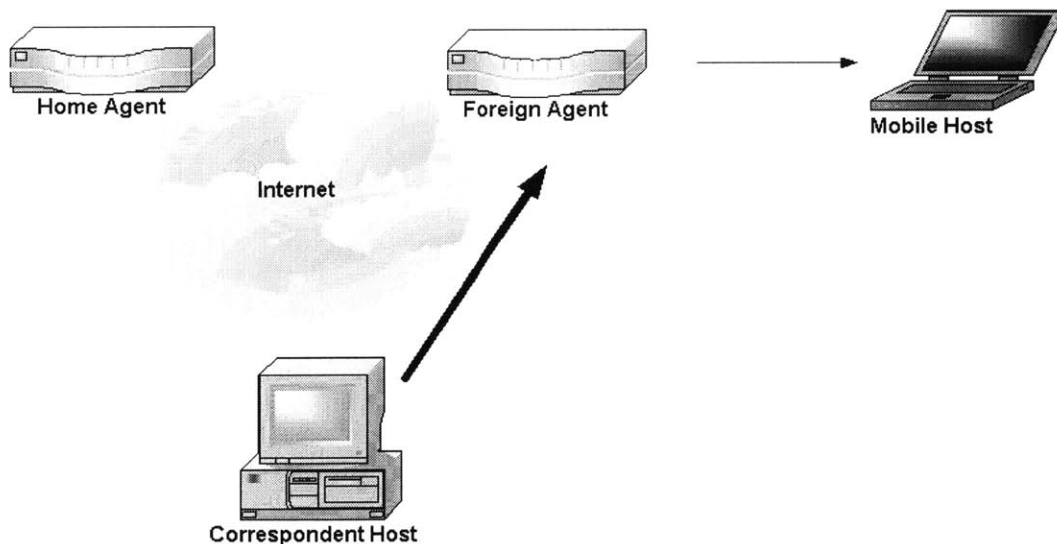 Home Agent
Foreign Agent
Mobile Host
Internet
Correspondent Host